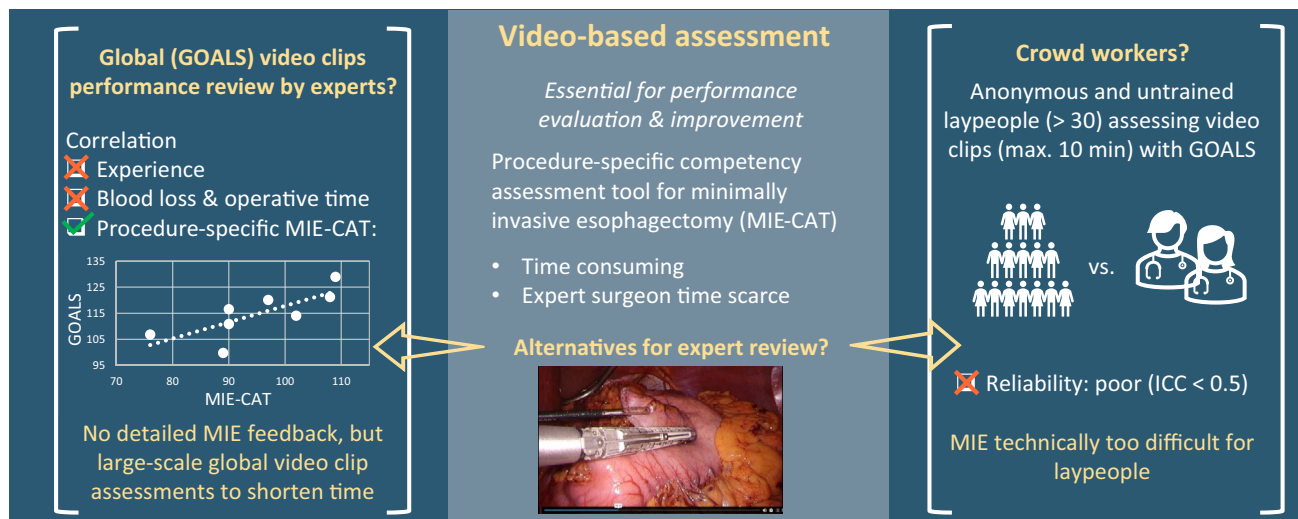 Global (GOALS) video clips
performance review by experts?
Correlation
Experience
Blood loss & operative time
Procedure-specific MIE-CAT:
135
125
115
105
95
GOALS
70
80
90
100
110
MIE-CAT
No detailed MIE feedback, but
large-scale global video clip
assessments to shorten time
Video-based assessment
Essential for performance
evaluation & improvement
Procedure-specific competency
assessment tool for minimally
invasive esophagectomy (MIE-CAT)
• Time consuming
• Expert surgeon time scarce
Alternatives for expert review?
Crowd workers?
Anonymous and untrained
laypeople (> 30) assessing video
clips (max. 10 min) with GOALS
vs.
Reliability: poor (ICC < 0.5)
MIE technically too difficult for
laypeople